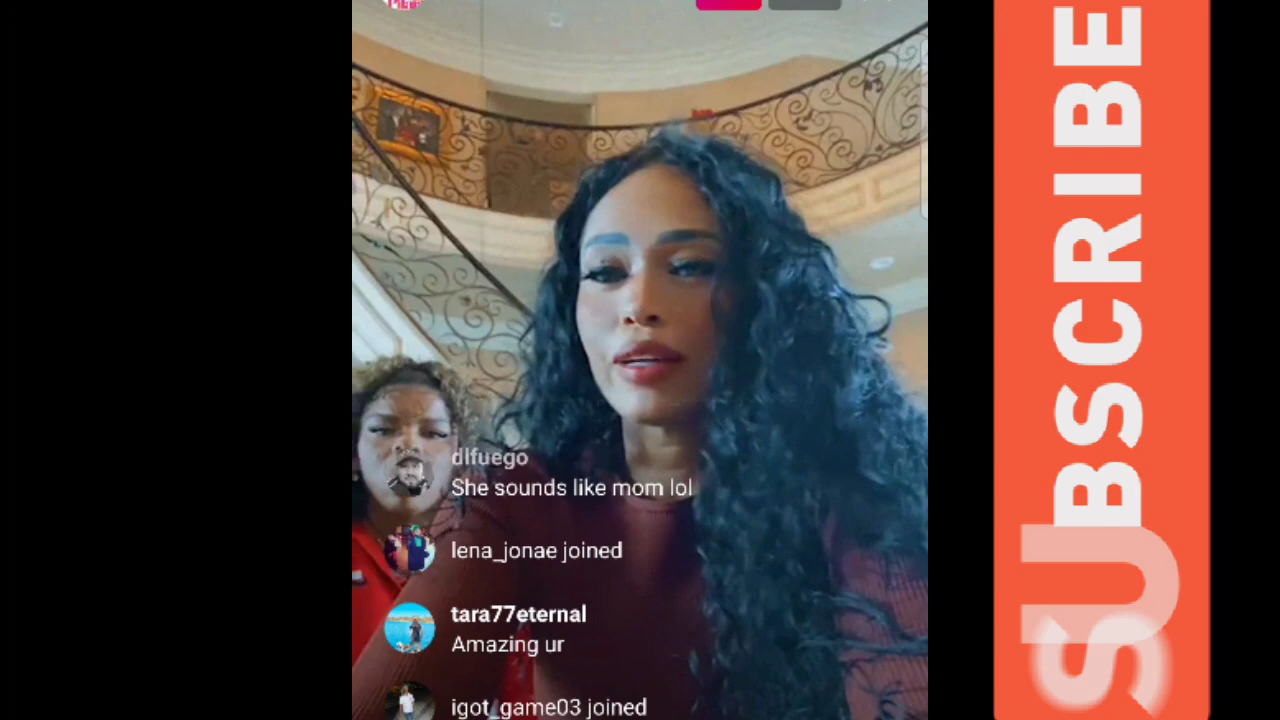 dlfuego
She sounds like mom lol
lena_jonae joined
tara77eternal
Amazing ur
igot_game03 joined
SUBSCRIBE